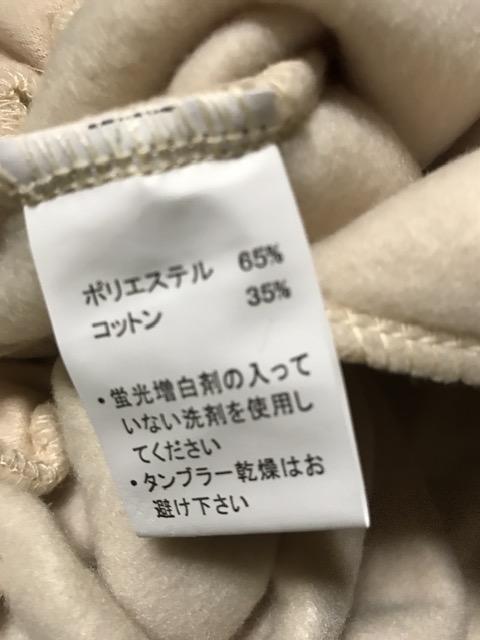 ポリエステル 65%
コットン 35%
・蛍光増白剤の入って
いない洗剤を使用し
てください
・タンブラー乾燥はお
避け下さい